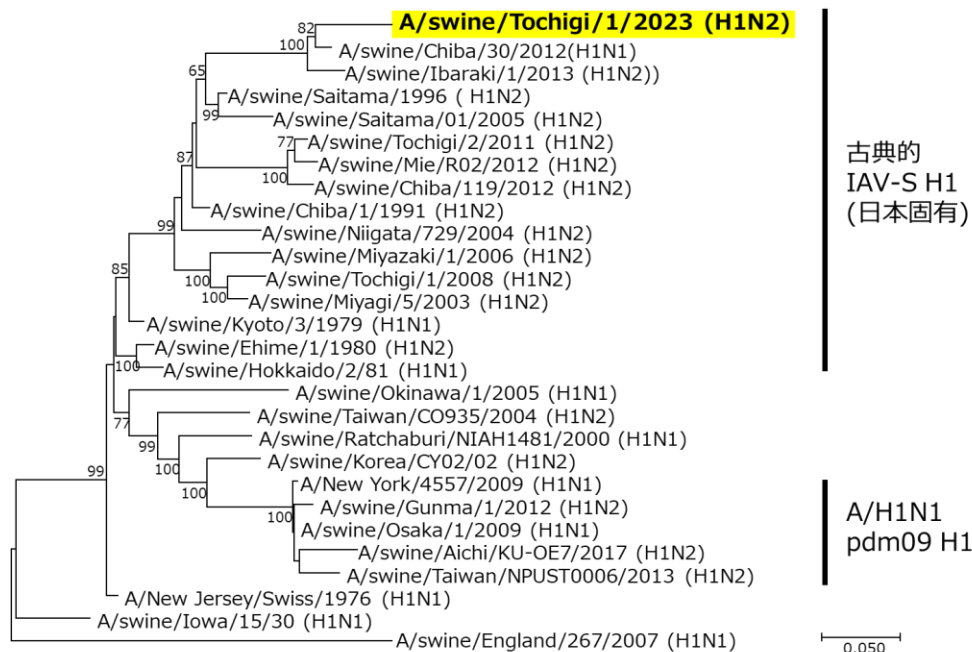 A/swine/Tochigi/1/2023 (H1N2)
82
100
A/swine/Chiba/30/2012(H1N1)
A/swine/Ibaraki/1/2013 (H1N2))
65
A/swine/Saitama/1996 ( H1N2)
99
A/swine/Saitama/01/2005 (H1N2)
77
A/swine/Tochigi/2/2011 (H1N2)
87
A/swine/Mie/R02/2012 (H1N2)
100
A/swine/Chiba/119/2012 (H1N2)
A/swine/Chiba/1/1991 (H1N2)
99
A/swine/Niigata/729/2004 (H1N2)
A/swine/Miyazaki/1/2006 (H1N2)
100
A/swine/Tochigi/1/2008 (H1N2)
100
A/swine/Miyagi/5/2003 (H1N2)
85
A/swine/Kyoto/3/1979 (H1N1)
A/swine/Ehime/1/1980 (H1N2)
100
A/swine/Hokkaido/2/81 (H1N1)
A/swine/Okinawa/1/2005 (H1N1)
77
A/swine/Taiwan/CO935/2004 (H1N2)
99
A/swine/Ratchaburi/NIAH1481/2000 (H1N1)
100
A/swine/Korea/CY02/02 (H1N2)
99
100
A/New York/4557/2009 (H1N1)
A/swine/Gunma/1/2012 (H1N2)
100
A/swine/Osaka/1/2009 (H1N1)
A/swine/Aichi/KU-OE7/2017 (H1N2)
A/swine/Taiwan/NPUST0006/2013 (H1N2)
A/New Jersey/Swiss/1976 (H1N1)
A/swine/Iowa/15/30 (H1N1)
A/swine/England/267/2007 (H1N1)
古典的
IAV-S H1
(日本固有)
A/H1N1
pdm09 H1
0.050